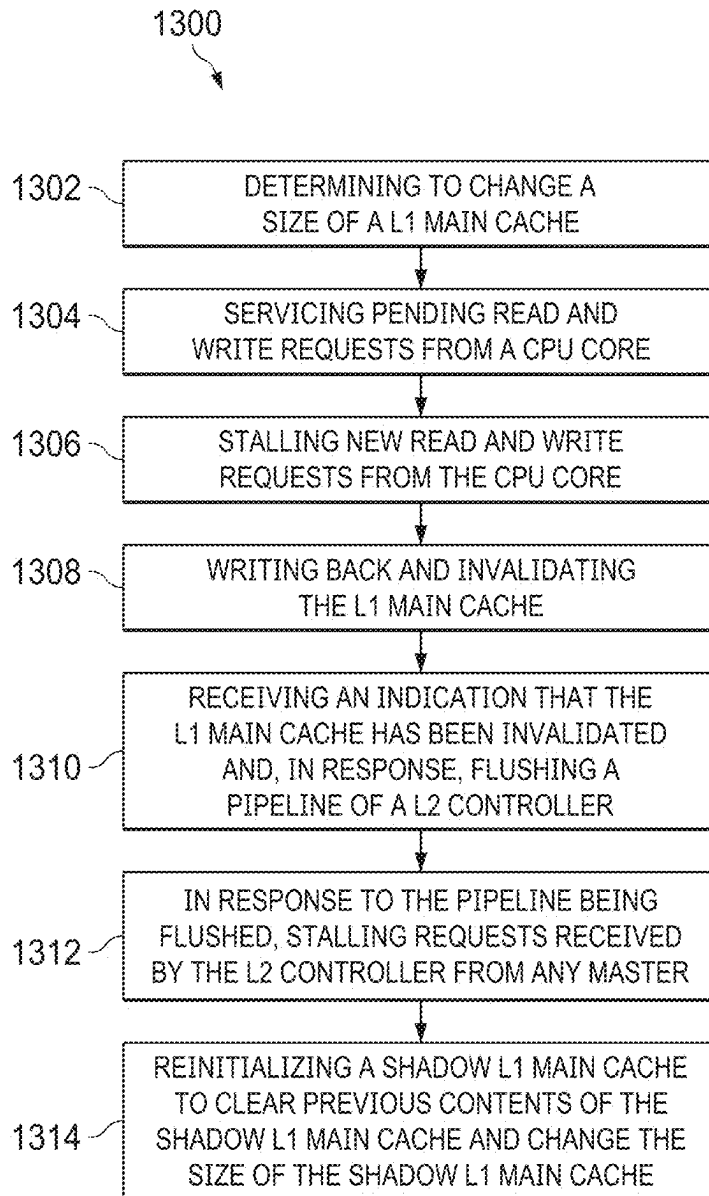 1300
1302
DETERMINING TO CHANGE A
SIZE OF A L1 MAIN CACHE
1304
SERVICING PENDING READ AND
WRITE REQUESTS FROM A CPU CORE
1306
STALLING NEW READ AND WRITE
REQUESTS FROM THE CPU CORE
1308
WRITING BACK AND INVALIDATING
THE L1 MAIN CACHE
1310
RECEIVING AN INDICATION THAT THE
L1 MAIN CACHE HAS BEEN INVALIDATED
AND, IN RESPONSE, FLUSHING A
PIPELINE OF A L2 CONTROLLER
1312
IN RESPONSE TO THE PIPELINE BEING
FLUSHED, STALLING REQUESTS RECEIVED
BY THE L2 CONTROLLER FROM ANY MASTER
1314
REINITIALIZING A SHADOW L1 MAIN CACHE
TO CLEAR PREVIOUS CONTENTS OF THE
SHADOW L1 MAIN CACHE AND CHANGE THE
SIZE OF THE SHADOW L1 MAIN CACHE